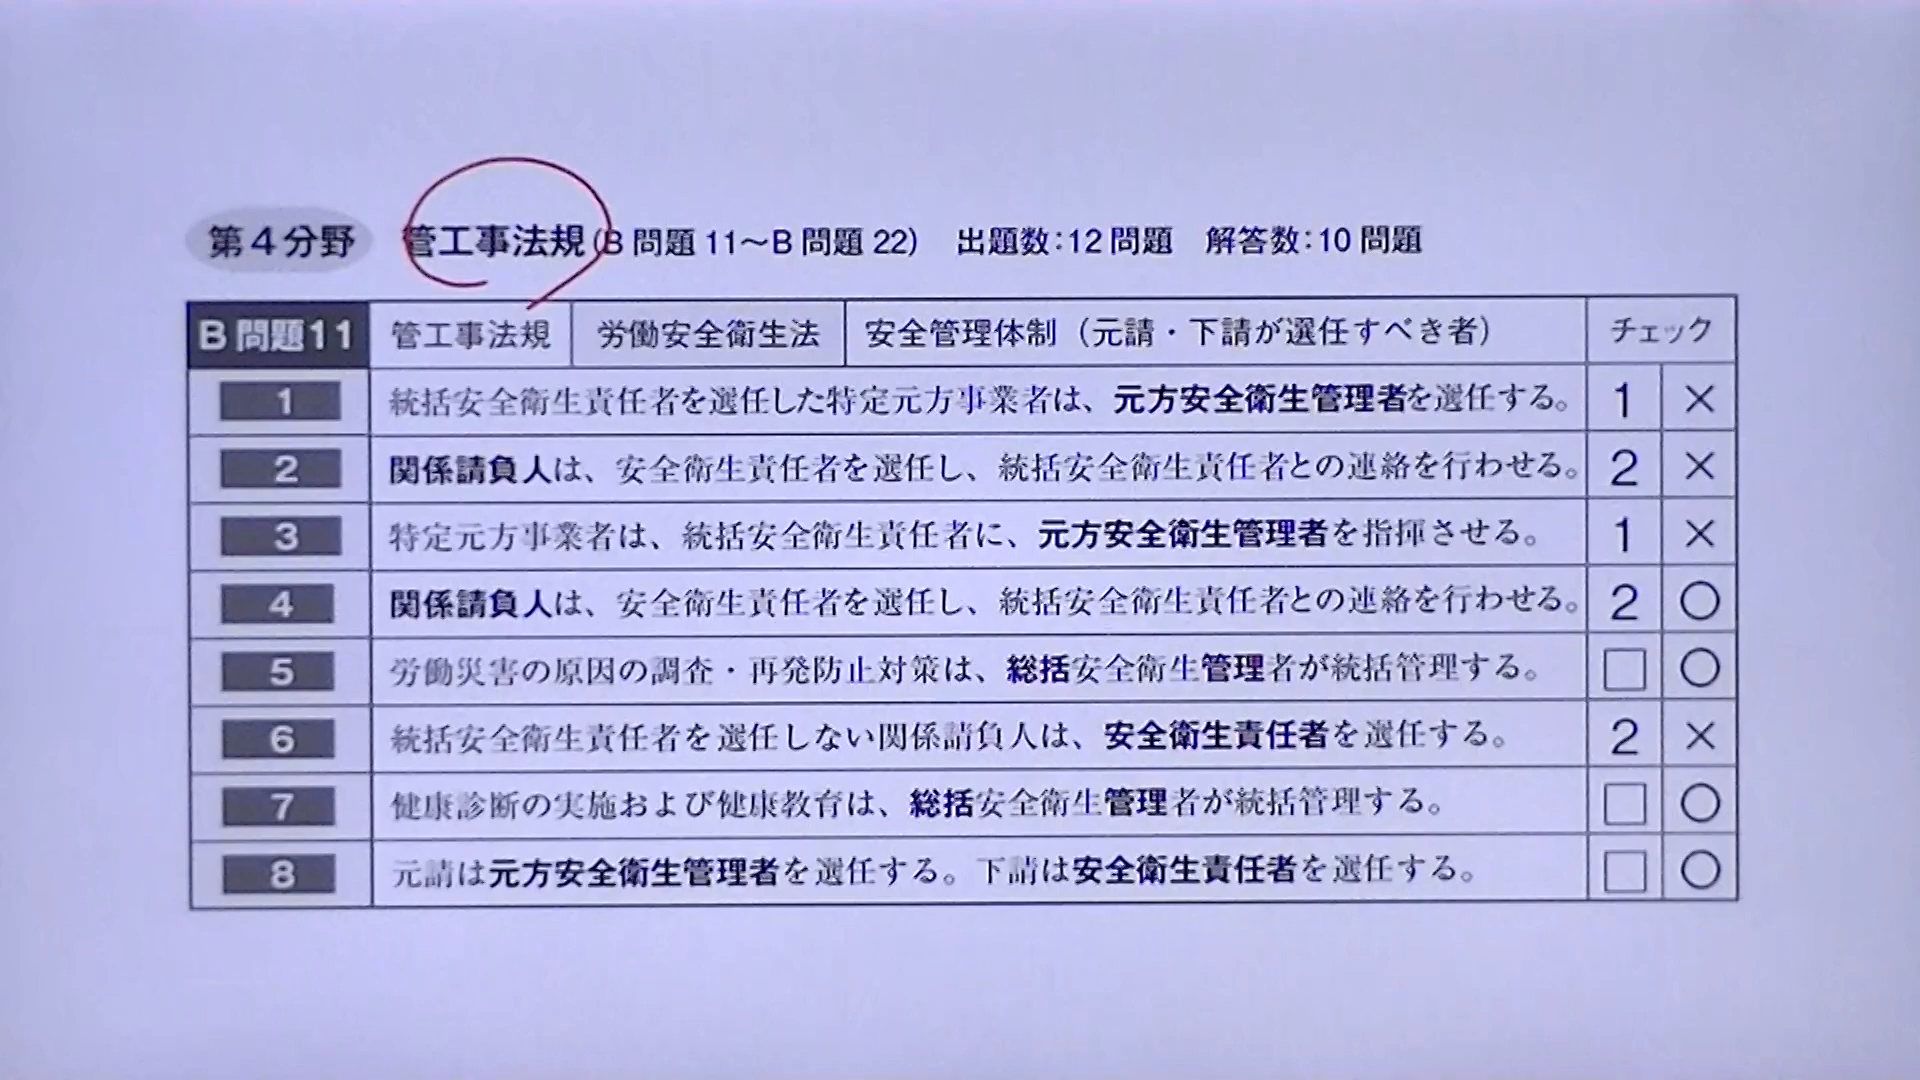 第4分野 管工事法規(B 問題 11〜B 問題 22) 出題数:12 問題 解答数:10 問題
B 問題11 管工事法規 労働安全衛生法 安全管理体制（元請・下請が選任すべき者） チェック
1 統括安全衛生責任者を選任した特定元方事業者は、元方安全衛生管理者を選任する。 1 ×
2 関係請負人は、安全衛生責任者を選任し、統括安全衛生責任者との連絡を行わせる。 2 ×
3 特定元方事業者は、統括安全衛生責任者に、元方安全衛生管理者を指揮させる。 1 ×
4 関係請負人は、安全衛生責任者を選任し、統括安全衛生責任者との連絡を行わせる。 2 ○
5 労働災害の原因の調査・再発防止対策は、総括安全衛生管理者が統括管理する。 □ ○
6 統括安全衛生責任者を選任しない関係請負人は、安全衛生責任者を選任する。 2 ×
7 健康診断の実施および健康教育は、総括安全衛生管理者が統括管理する。 □ ○
8 元請は元方安全衛生管理者を選任する。下請は安全衛生責任者を選任する。 □ ○